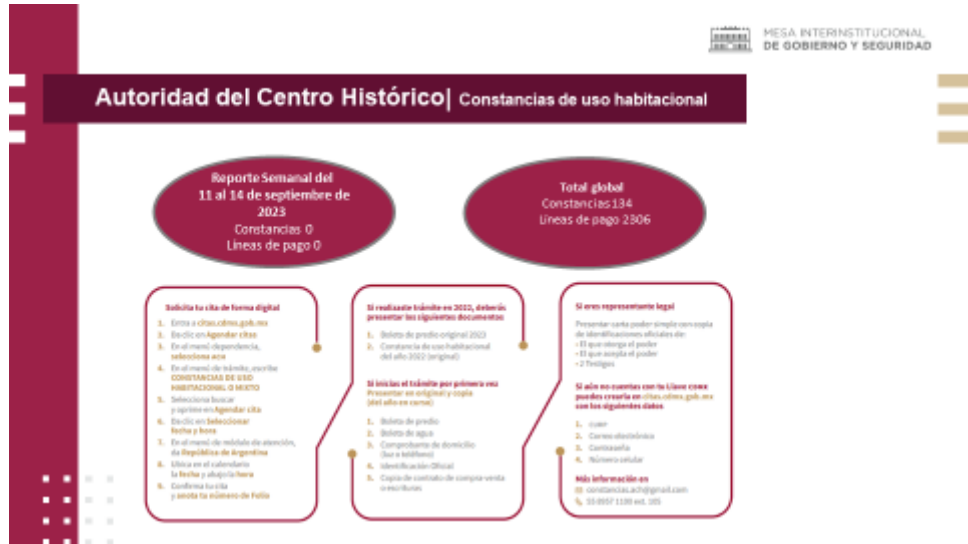 MESA INTERINSTITUCIONAL
DE GOBIERNO Y SEGURIDAD
Autoridad del Centro Histórico| Constancias de uso habitacional
Reporte Semanal del
11 al 14 de septiembre de
2023
Constancias 0
Líneas de pago 0
Total global
Constancias 134
Líneas de pago 2306
Solicita tu cita de forma digital
1. Entra a citas.cdmx.gob.mx
2. Da clic en Agendar citas
3. En el menú dependencia,
selecciona ACH
4. En el menú de trámite, escribe
CONSTANCIAS DE USO
HABITACIONAL O MIXTO
5. Selecciona buscar
y oprime en Agendar cita
6. Da clic en Seleccionar
fecha y hora
7. En el menú de módulo de atención,
da República de Argentina
8. Ubica en el calendario
la fecha y abajo la hora
9. Confirma tu cita
y anota tu número de Folio
Si realizaste trámite en 2022, deberás
presentar los siguientes documentos
1. Boleta de predio original 2023
2. Constancia de uso habitacional
del año 2022 (original)
Si inicias el trámite por primera vez
Presentar en original y copia
(del año en curso)
1. Boleta de predio
2. Boleta de agua
3. Comprobante de domicilio
(luz o teléfono)
4. Identificación Oficial
5. Copia de contrato de compra-venta
o escrituras
Si eres representante legal
Presentar carta poder simple con copia
de identificaciones oficiales de:
• El que otorga el poder
• El que acepta el poder
• 2 Testigos
Si aún no cuentas con tu Llave CDMX
puedes crearla en citas.cdmx.gob.mx
con los siguientes datos
1. CURP
2. Correo electrónico
3. Contraseña
4. Número celular
Más información en
constancias.ach@gmail.com
55 8957 1100 ext. 105